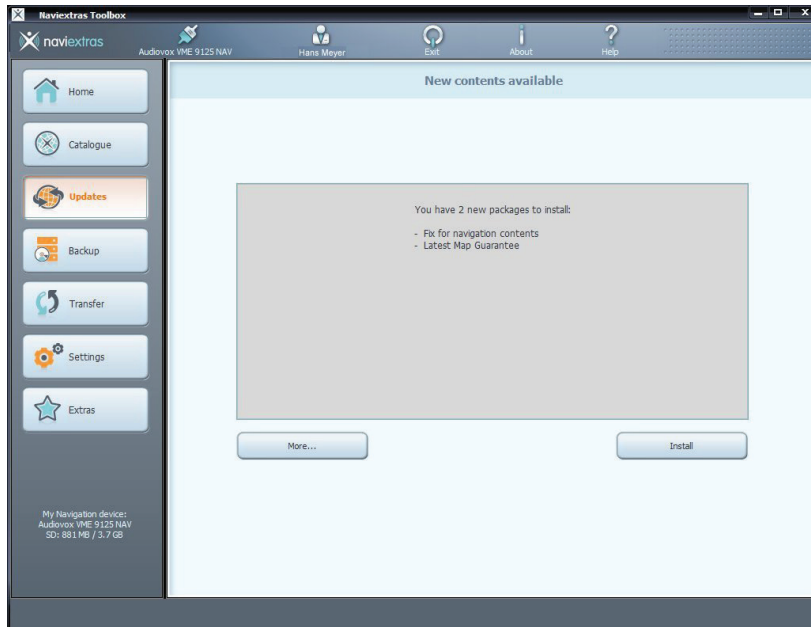 Naviextras Toolbox
naviextras
Audiovox VME 9125 NAV
Hans Meyer
Exit
About
Help
Home
Catalogue
Updates
Backup
Transfer
Settings
Extras
My Navigation device:
Audiovox VME 9125 NAV
SD: 881 MB / 3.7 GB
New contents available
You have 2 new packages to install:
- Fix for navigation contents
- Latest Map Guarantee
More...
Install